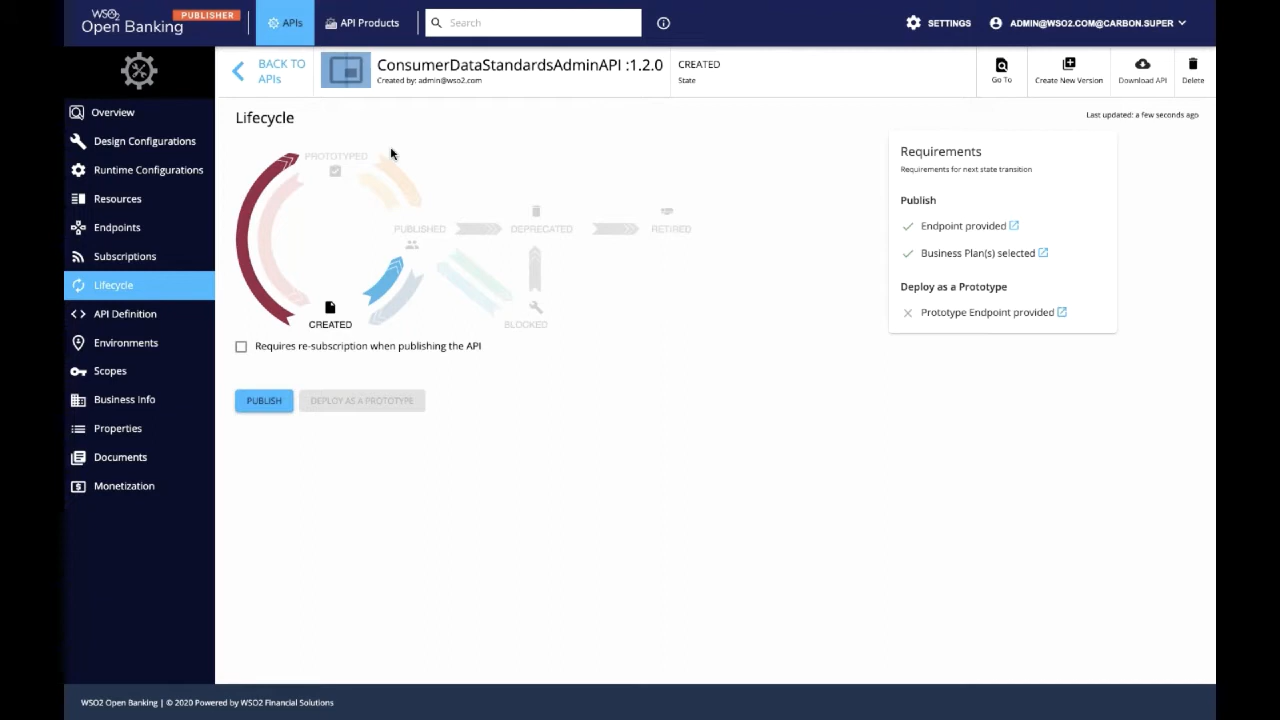 WSO2
Open Banking
PUBLISHER
APIs
API Products
Search
SETTINGS
ADMIN@WSO2.COM@CARBON.SUPER
BACK TO
APIs
ConsumerDataStandardsAdminAPI :1.2.0
Created by: admin@wso2.com
CREATED
State
Go To
Create New Version
Download API
Delete
Overview
Design Configurations
Runtime Configurations
Resources
Endpoints
Subscriptions
Lifecycle
API Definition
Environments
Scopes
Business Info
Properties
Documents
Monetization
Lifecycle
Last updated: a few seconds ago
PROTOTYPED
PUBLISHED
DEPRECATED
RETIRED
CREATED
BLOCKED
Requires re-subscription when publishing the API
PUBLISH
DEPLOY AS A PROTOTYPE
Requirements
Requirements for next state transition
Publish
Endpoint provided
Business Plan(s) selected
Deploy as a Prototype
Prototype Endpoint provided
WSO2 Open Banking | © 2020 Powered by WSO2 Financial Solutions